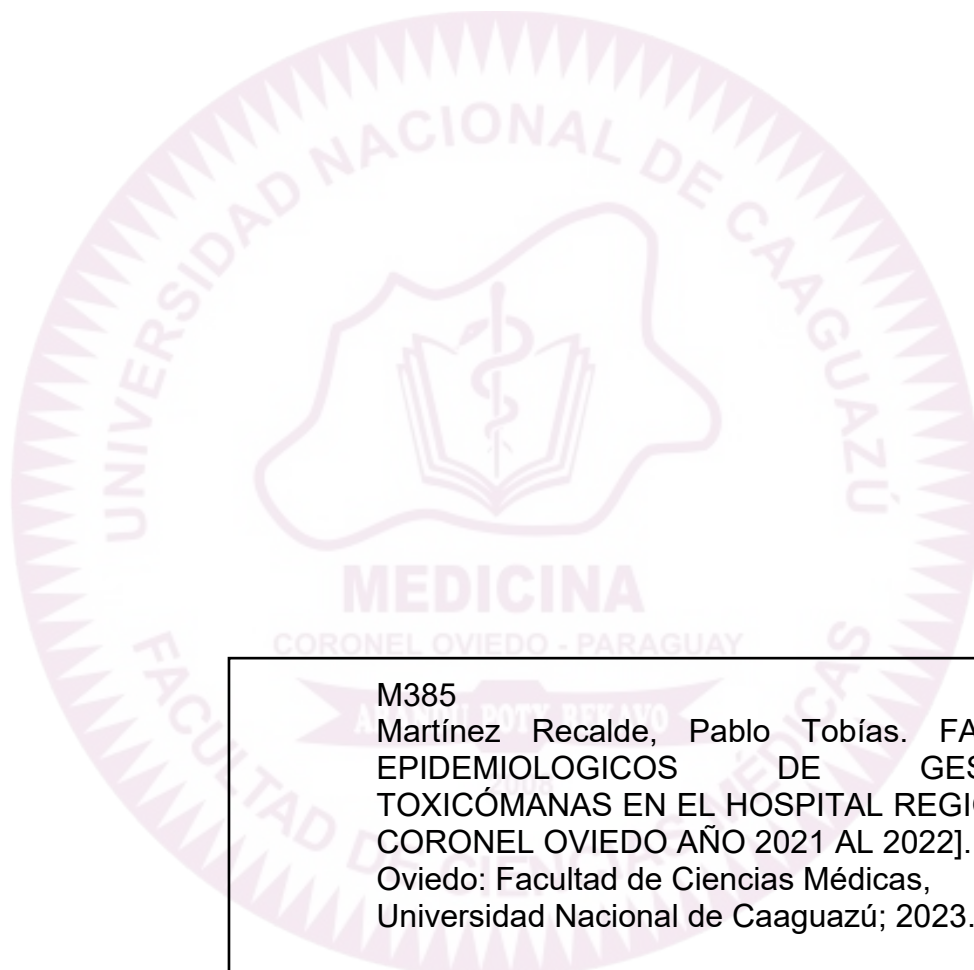 UNIVERSIDAD NACIONAL DE CAAGUAZÚ
MEDICINA
CORONEL OVIEDO - PARAGUAY
FACULTAD DE CIENCIAS MÉDICAS
M385
Martínez Recalde, Pablo Tobías.
EPIDEMIOLOGICOS DE
TOXICÓMANAS EN EL HOSPITAL
CORONEL OVIEDO AÑO 2021 AL 2022].
Oviedo: Facultad de Ciencias Médicas,
Universidad Nacional de Caaguazú; 2023.